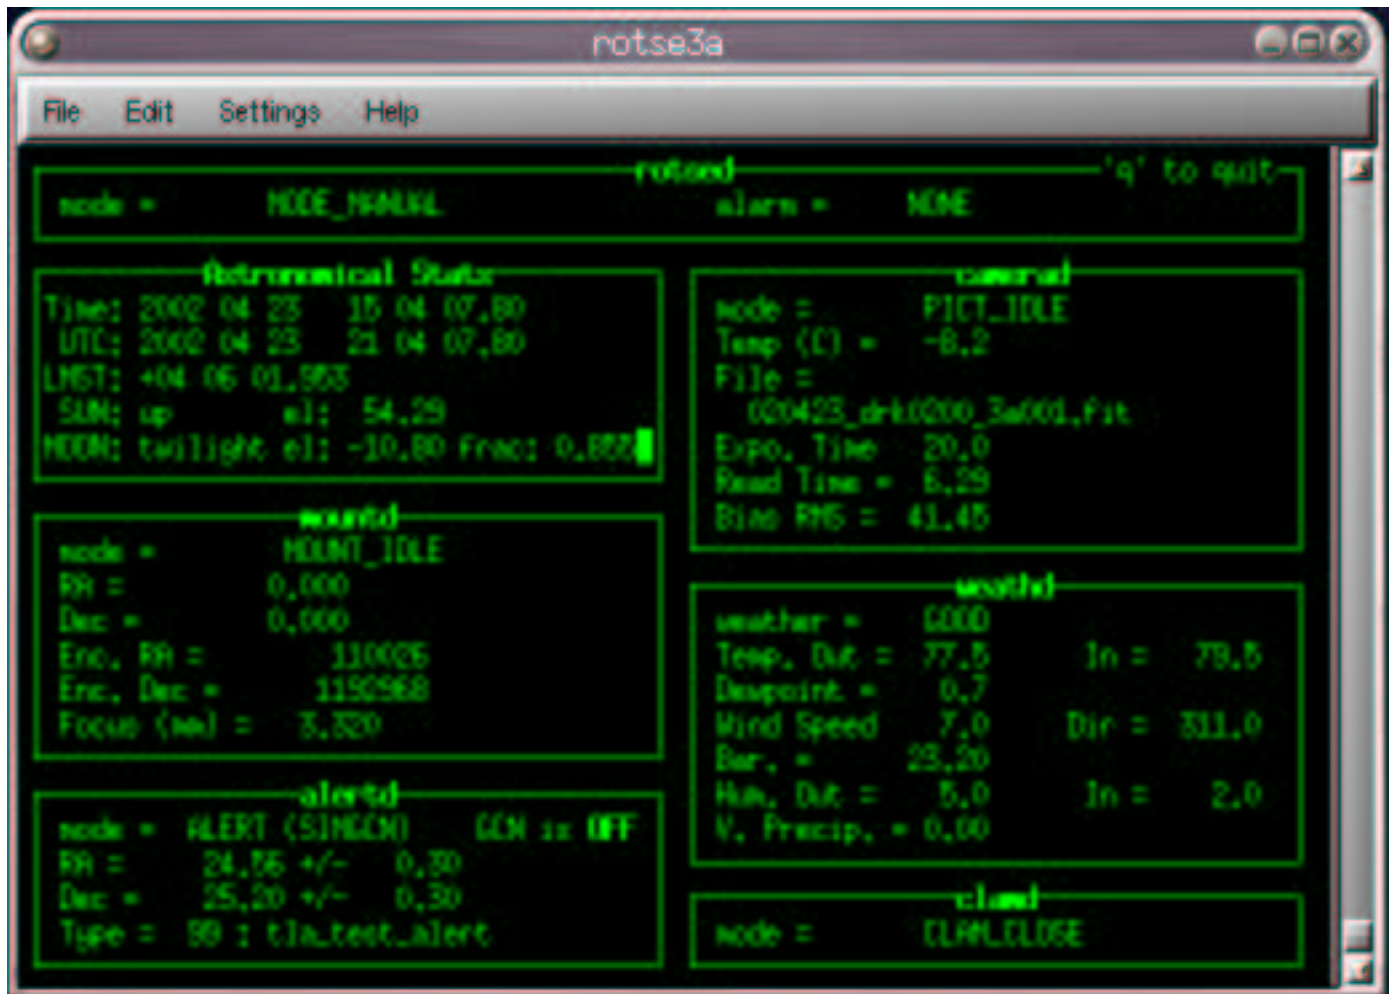 rotse3a
File Edit Settings Help
rotsed 'q' to quit
mode = MODE_MANUAL alarm = NONE
Astronomical Stats
Time: 2002 04 23 15 04 07.80
UTC: 2002 04 23 21 04 07.80
LMST: +04 06 01.953
SUN: up el: 54.29
MOON: twilight el: -10.80 Frac: 0.855
mountd
mode = MOUNT_IDLE
RA = 0.000
Dec = 0.000
Enc. RA = 110026
Enc. Dec = 1192968
Focus (mm) = 3.320
alertd
mode = ALERT (SIMGCN) GCN is OFF
RA = 24.56 +/- 0.30
Dec = 25.20 +/- 0.30
Type = 99 : tla_test_alert
camerad
mode = PICT_IDLE
Temp (C) = -8.2
File =
020423_drk0200_3a001.fit
Expo. Time 20.0
Read Time = 6.29
Bias RMS = 41.45
weathd
weather = GOOD
Temp. Out = 77.5 In = 79.5
Dewpoint = 0.7
Wind Speed 7.0 Dir = 311.0
Bar. = 23.20
Hum. Out = 5.0 In = 2.0
V. Precip. = 0.00
clamd
mode = CLAM_CLOSE